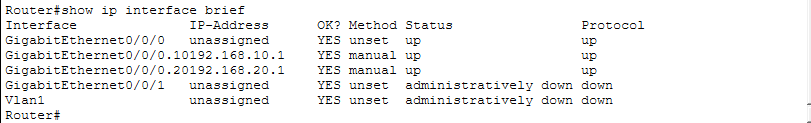 Router#show ip interface brief
Interface              IP-Address      OK? Method Status                Protocol
GigabitEthernet0/0/0   unassigned      YES unset  up                    up
GigabitEthernet0/0/0.10192.168.10.1    YES manual up                    up
GigabitEthernet0/0/0.20192.168.20.1    YES manual up                    up
GigabitEthernet0/0/1   unassigned      YES unset  administratively down down
Vlan1                  unassigned      YES unset  administratively down down
Router#